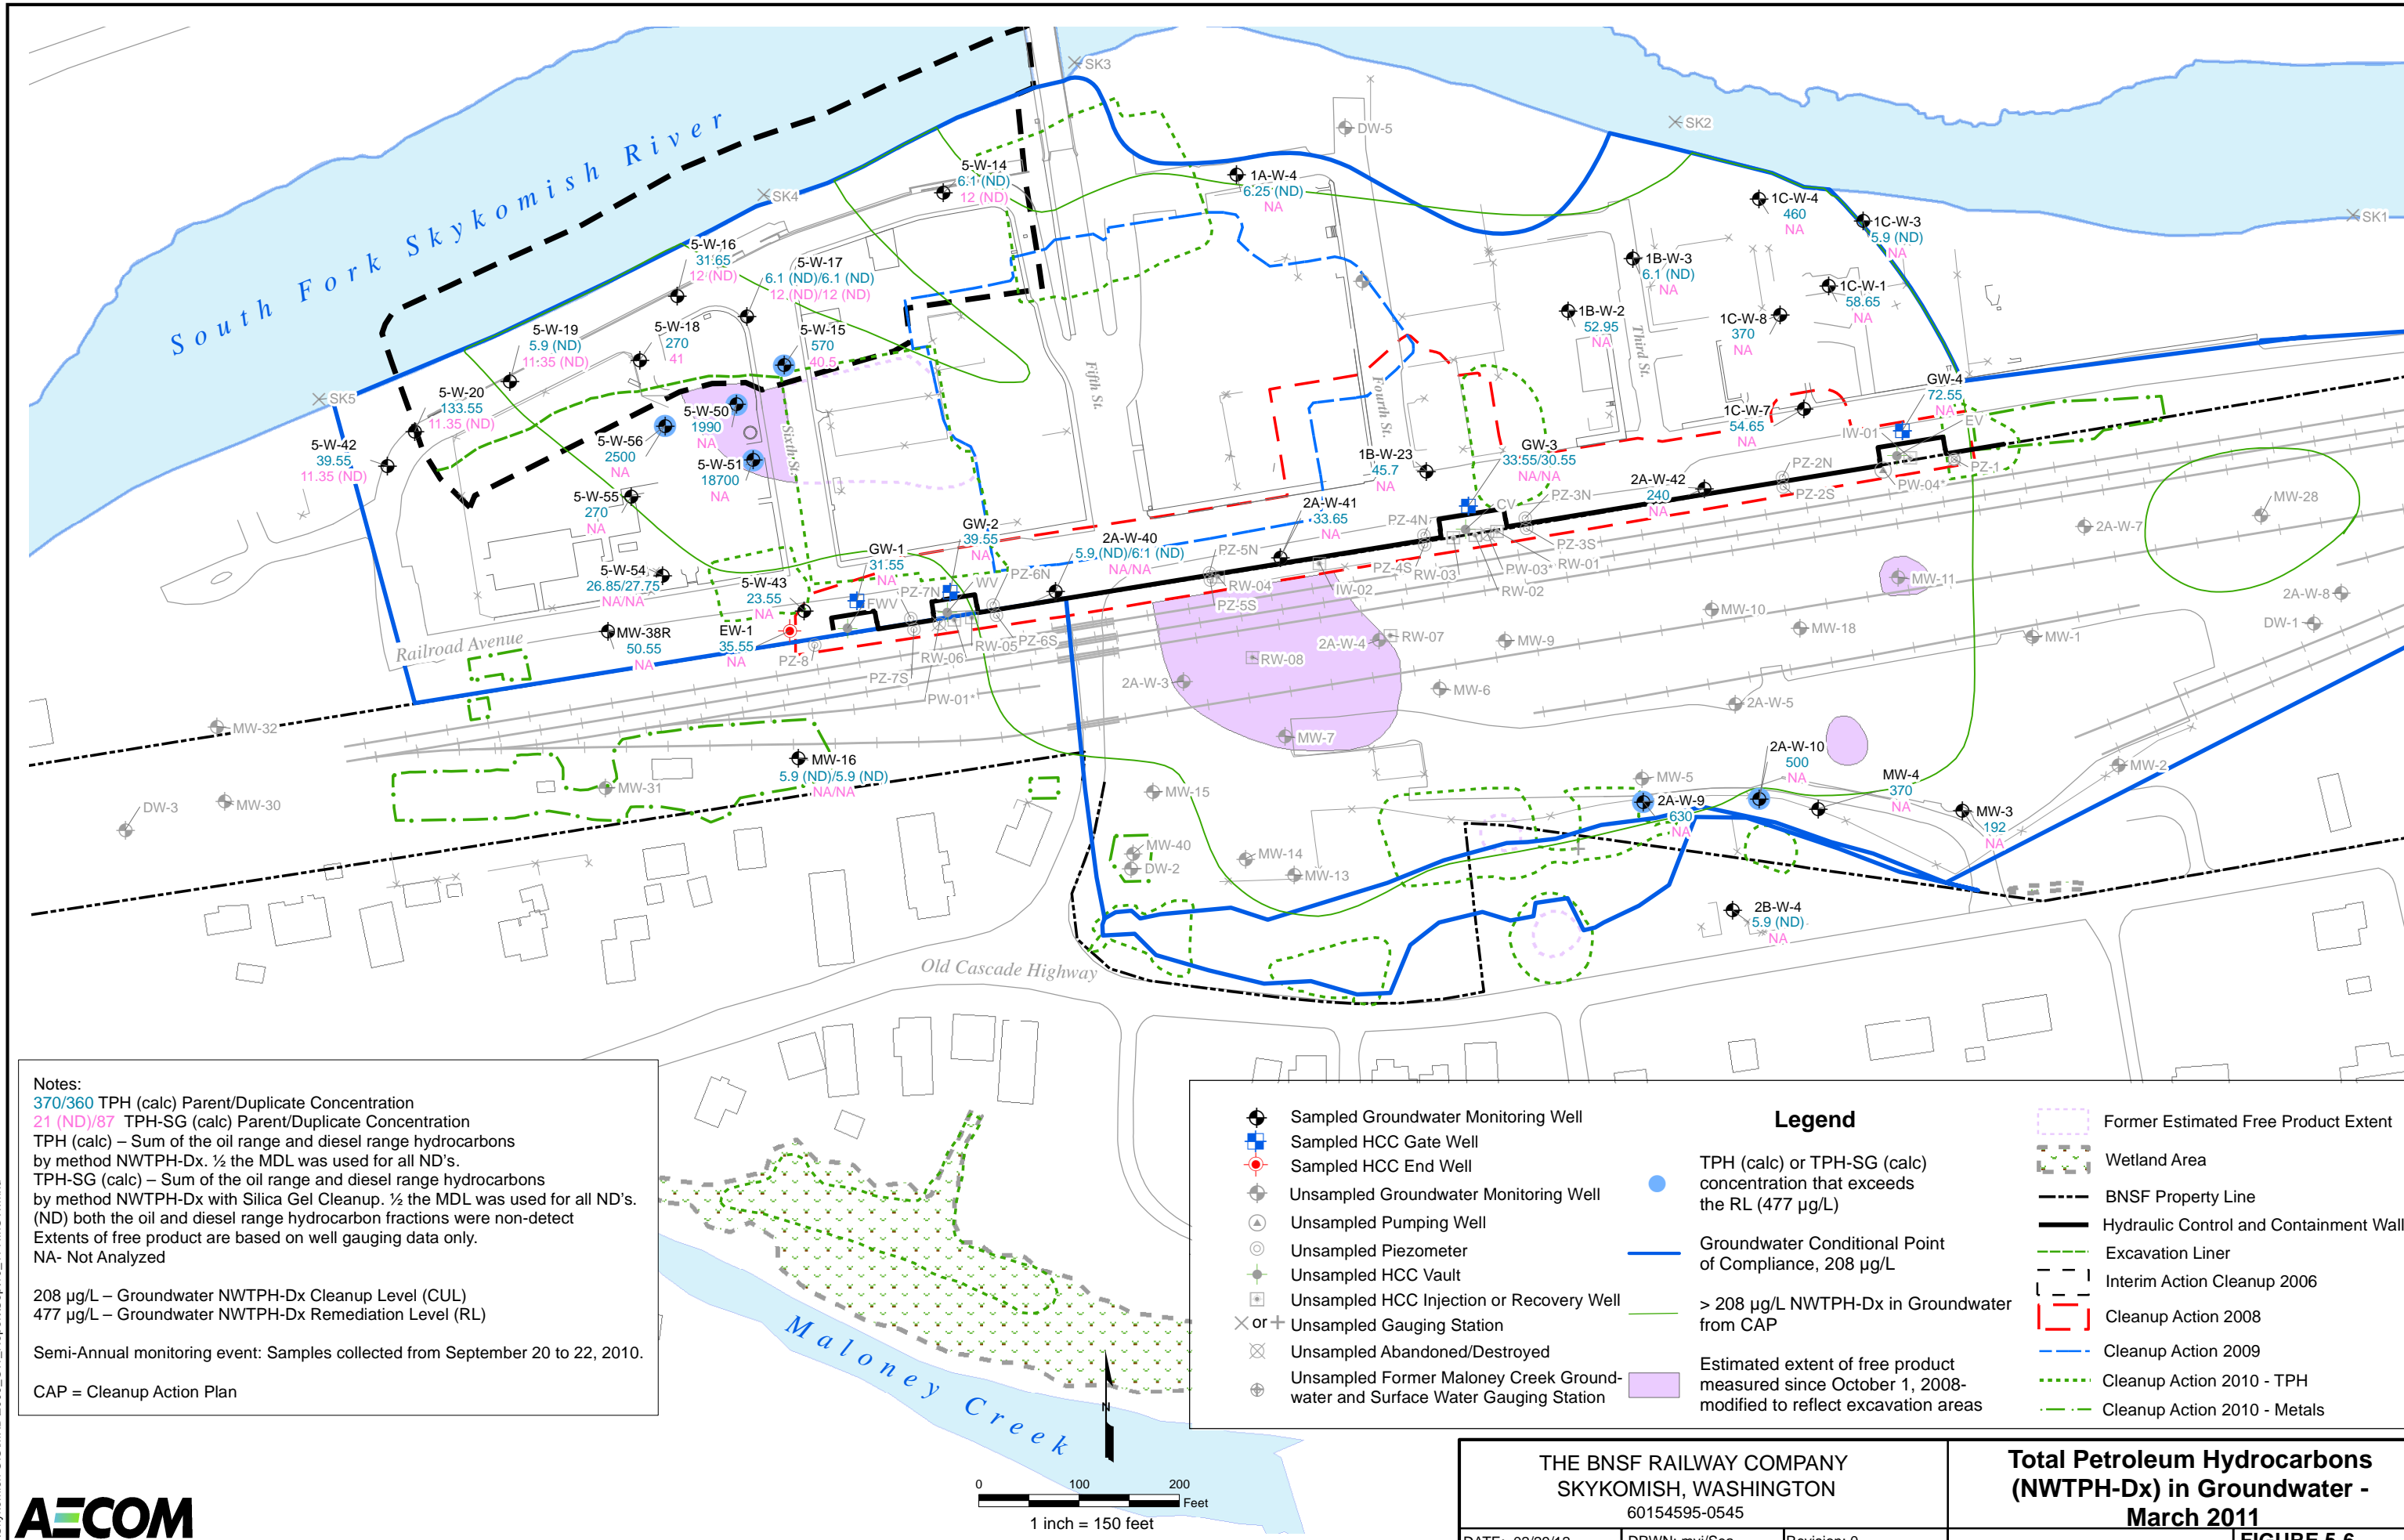 South Fork Skykomish River
SK3
SK2
SK1
SK4
SK5
DW-5
5-W-14
6.1 (ND)
12 (ND)
1A-W-4
6.25 (ND)
NA
1C-W-4
460
NA
1C-W-3
5.9 (ND)
NA
5-W-16
31.65
12 (ND)
5-W-17
6.1 (ND)/6.1 (ND)
12 (ND)/12 (ND)
1B-W-3
6.1 (ND)
NA
1C-W-1
58.65
NA
5-W-19
5.9 (ND)
11.35 (ND)
5-W-18
270
41
5-W-15
570
40.5
1B-W-2
52.95
NA
1C-W-8
370
NA
Third St.
Fifth St.
Fourth St.
Sixth St.
5-W-20
133.55
11.35 (ND)
5-W-50
1990
NA
1C-W-7
54.65
NA
GW-4
72.55
NA
EV
IW-01
PZ-1
PW-04*
5-W-42
39.55
11.35 (ND)
5-W-56
2500
NA
5-W-51
18700
NA
1B-W-23
45.7
NA
GW-3
33.55/30.55
NA/NA
2A-W-42
240
NA
PZ-2N
PZ-2S
MW-28
5-W-55
270
NA
GW-2
39.55
NA
2A-W-41
33.65
NA
CV
PZ-3N
PZ-4N
PZ-3S
2A-W-7
GW-1
31.55
NA
2A-W-40
5.9 (ND)/6.1 (ND)
NA/NA
PZ-5N
RW-04
PZ-5S
IW-02
PZ-4S
RW-03
PW-03*
RW-01
RW-02
5-W-54
26.85/27.75
NA/NA
5-W-43
23.55
NA
FWV
PZ-7N
WV
PZ-6N
MW-11
MW-10
2A-W-8
DW-1
MW-38R
50.55
NA
EW-1
35.55
NA
PZ-8
PZ-7S
RW-06
RW-05
PZ-6S
PW-01*
Railroad Avenue
RW-08
2A-W-4
RW-07
MW-9
MW-18
MW-1
2A-W-3
MW-6
2A-W-5
MW-32
MW-7
MW-16
5.9 (ND)/5.9 (ND)
NA/NA
2A-W-10
500
NA
MW-2
DW-3
MW-30
MW-31
MW-15
MW-5
2A-W-9
630
NA
MW-4
370
NA
MW-3
192
NA
MW-40
DW-2
MW-14
MW-13
2B-W-4
5.9 (ND)
NA
Old Cascade Highway
Maloney Creek
Notes:
370/360 TPH (calc) Parent/Duplicate Concentration
21 (ND)/87 TPH-SG (calc) Parent/Duplicate Concentration
TPH (calc) – Sum of the oil range and diesel range hydrocarbons
by method NWTPH-Dx. ½ the MDL was used for all ND's.
TPH-SG (calc) – Sum of the oil range and diesel range hydrocarbons
by method NWTPH-Dx with Silica Gel Cleanup. ½ the MDL was used for all ND's.
(ND) both the oil and diesel range hydrocarbon fractions were non-detect
Extents of free product are based on well gauging data only.
NA- Not Analyzed
208 µg/L – Groundwater NWTPH-Dx Cleanup Level (CUL)
477 µg/L – Groundwater NWTPH-Dx Remediation Level (RL)
Semi-Annual monitoring event: Samples collected from September 20 to 22, 2010.
CAP = Cleanup Action Plan
Legend
Sampled Groundwater Monitoring Well
Sampled HCC Gate Well
Sampled HCC End Well
Unsampled Groundwater Monitoring Well
Unsampled Pumping Well
Unsampled Piezometer
Unsampled HCC Vault
Unsampled HCC Injection or Recovery Well
or
Unsampled Gauging Station
Unsampled Abandoned/Destroyed
Unsampled Former Maloney Creek Ground-
water and Surface Water Gauging Station
TPH (calc) or TPH-SG (calc)
concentration that exceeds
the RL (477 µg/L)
Groundwater Conditional Point
of Compliance, 208 µg/L
> 208 µg/L NWTPH-Dx in Groundwater
from CAP
Estimated extent of free product
measured since October 1, 2008-
modified to reflect excavation areas
Former Estimated Free Product Extent
Wetland Area
BNSF Property Line
Hydraulic Control and Containment Wall
Excavation Liner
Interim Action Cleanup 2006
Cleanup Action 2008
Cleanup Action 2009
Cleanup Action 2010 - TPH
Cleanup Action 2010 - Metals
N
0 100 200
Feet
1 inch = 150 feet
AECOM
THE BNSF RAILWAY COMPANY
SKYKOMISH, WASHINGTON
60154595-0545
Total Petroleum Hydrocarbons
(NWTPH-Dx) in Groundwater -
March 2011